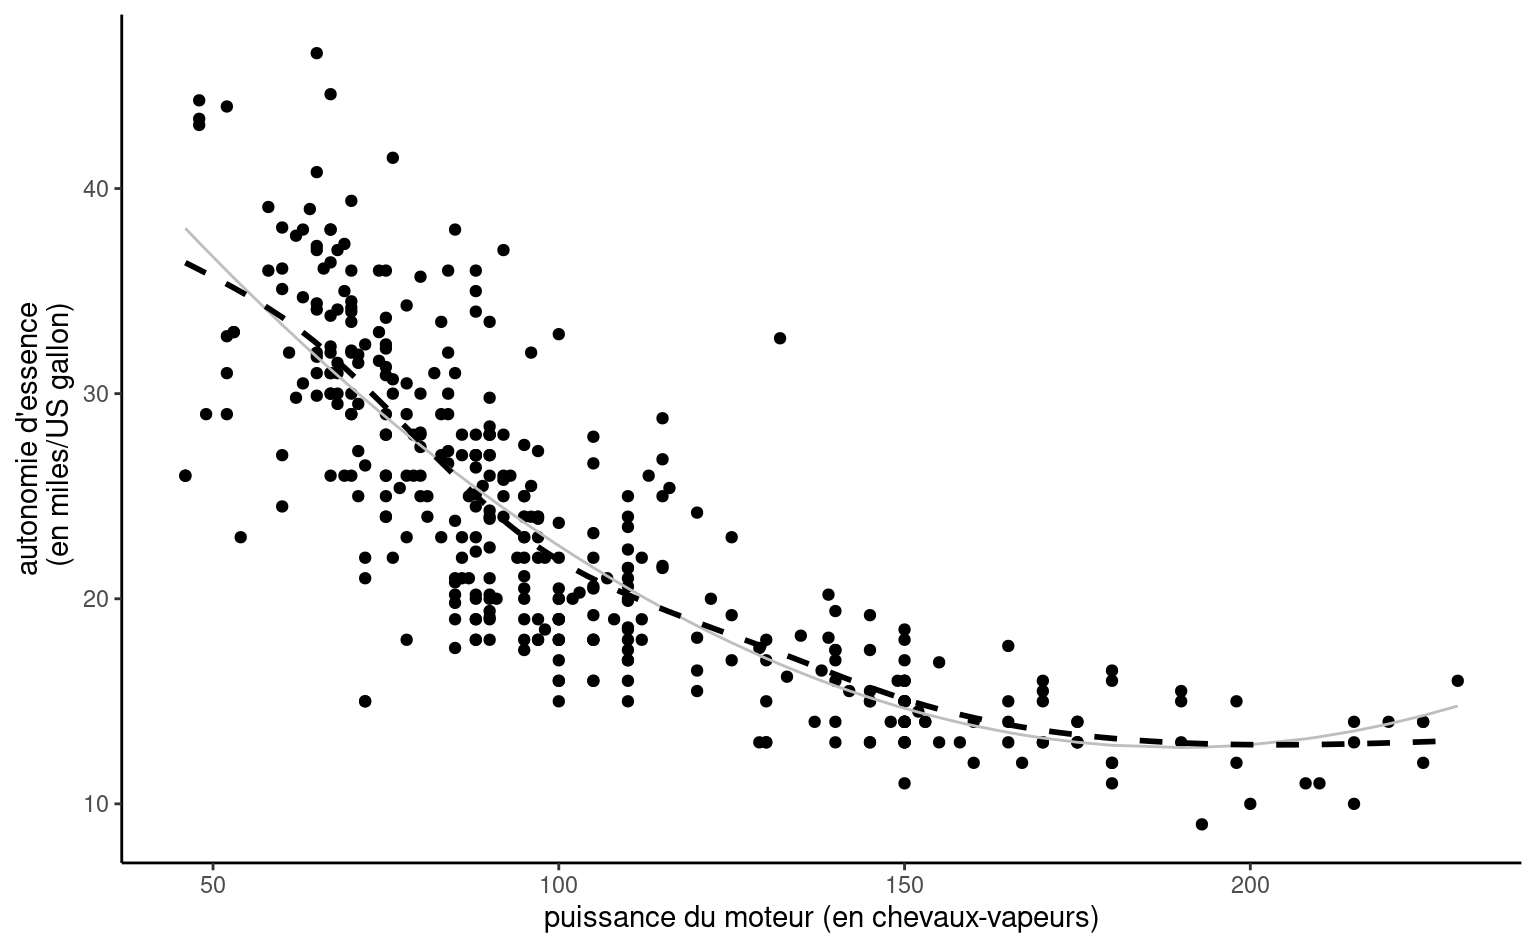 autonomie d'essence
(en miles/US gallon)
40
30
20
10
50 100 150 200
puissance du moteur (en chevaux-vapeurs)